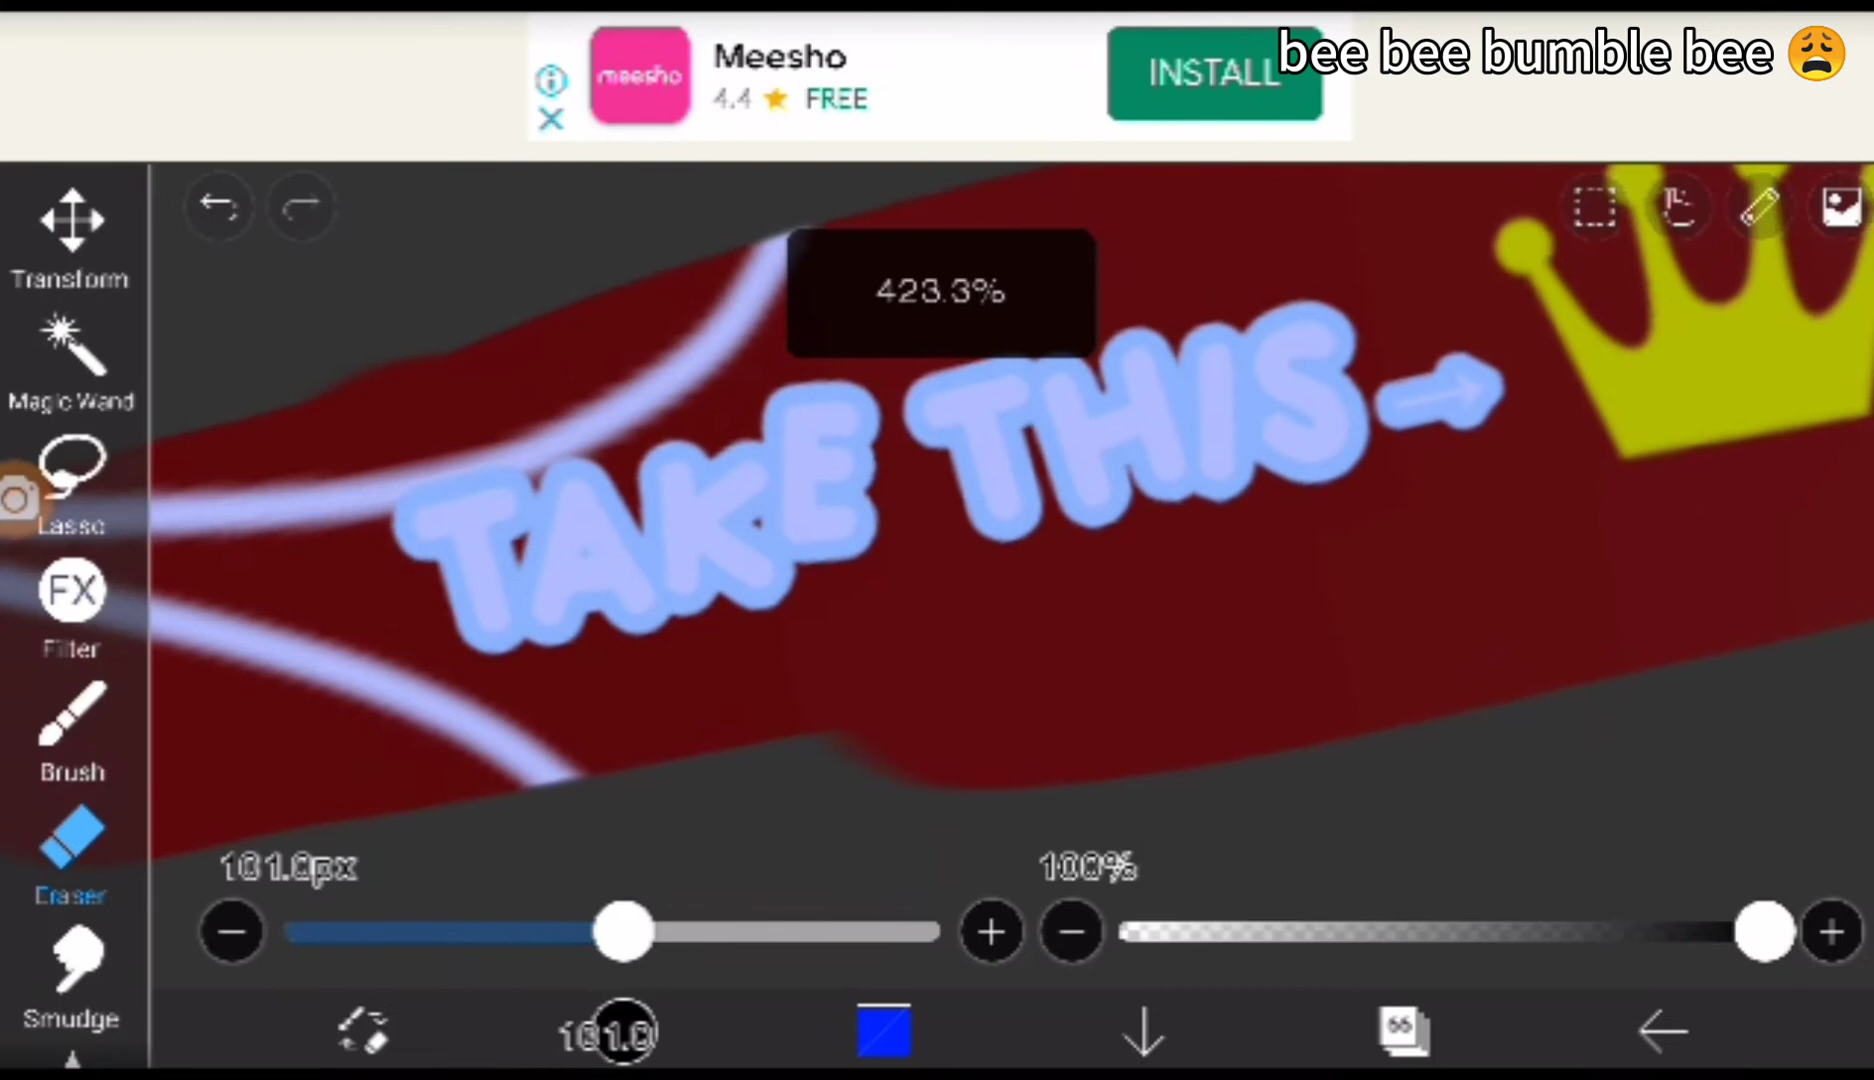 Meesho
meesho
4.4 ⭐ FREE
INSTALL
bee bee bumble bee 😩
Transform
Magic Wand
Lasso
FX
Filter
Brush
Eraser
Smudge
423.3%
TAKE THIS→
101.0px
100%
101.0
66